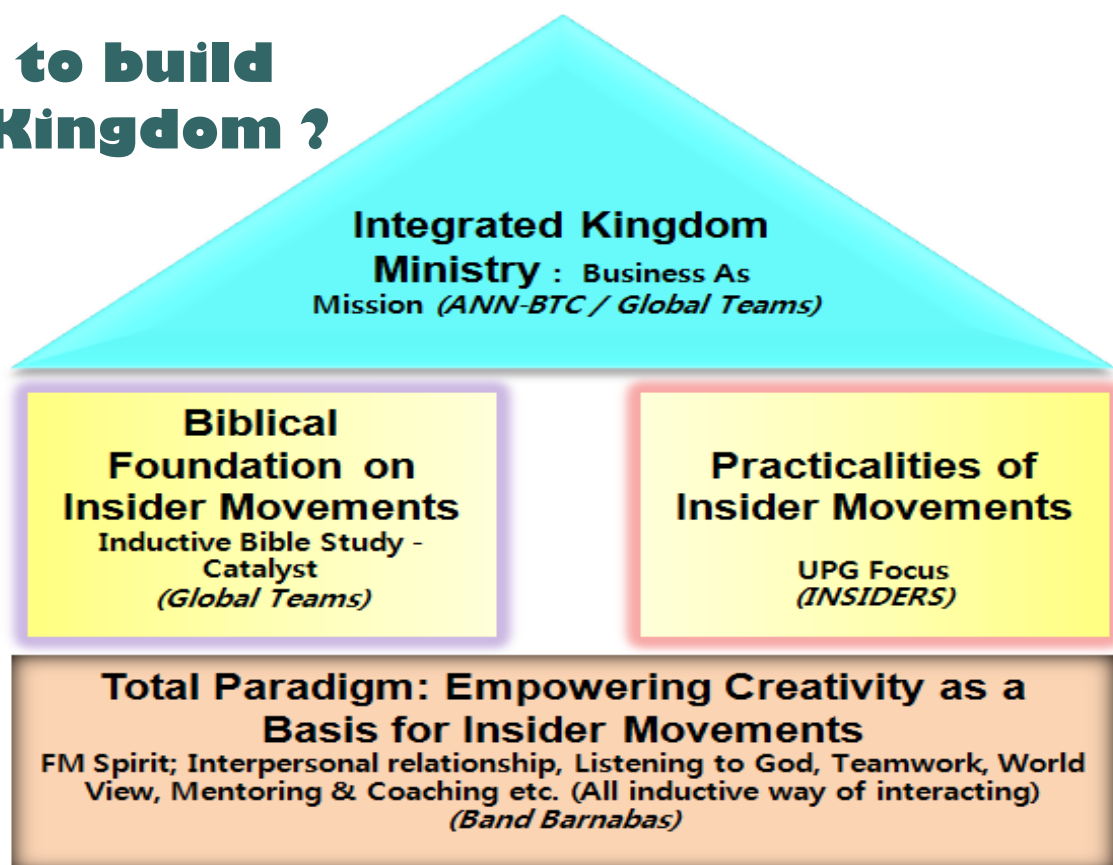 to build
Kingdom ?
Integrated Kingdom
Ministry : Business As
Mission (ANN-BTC / Global Teams)
Biblical
Foundation on
Insider Movements
Inductive Bible Study -
Catalyst
(Global Teams)
Practicalities of
Insider Movements
UPG Focus
(INSIDERS)
Total Paradigm: Empowering Creativity as a
Basis for Insider Movements
FM Spirit; Interpersonal relationship, Listening to God, Teamwork, World
View, Mentoring & Coaching etc. (All inductive way of interacting)
(Band Barnabas)